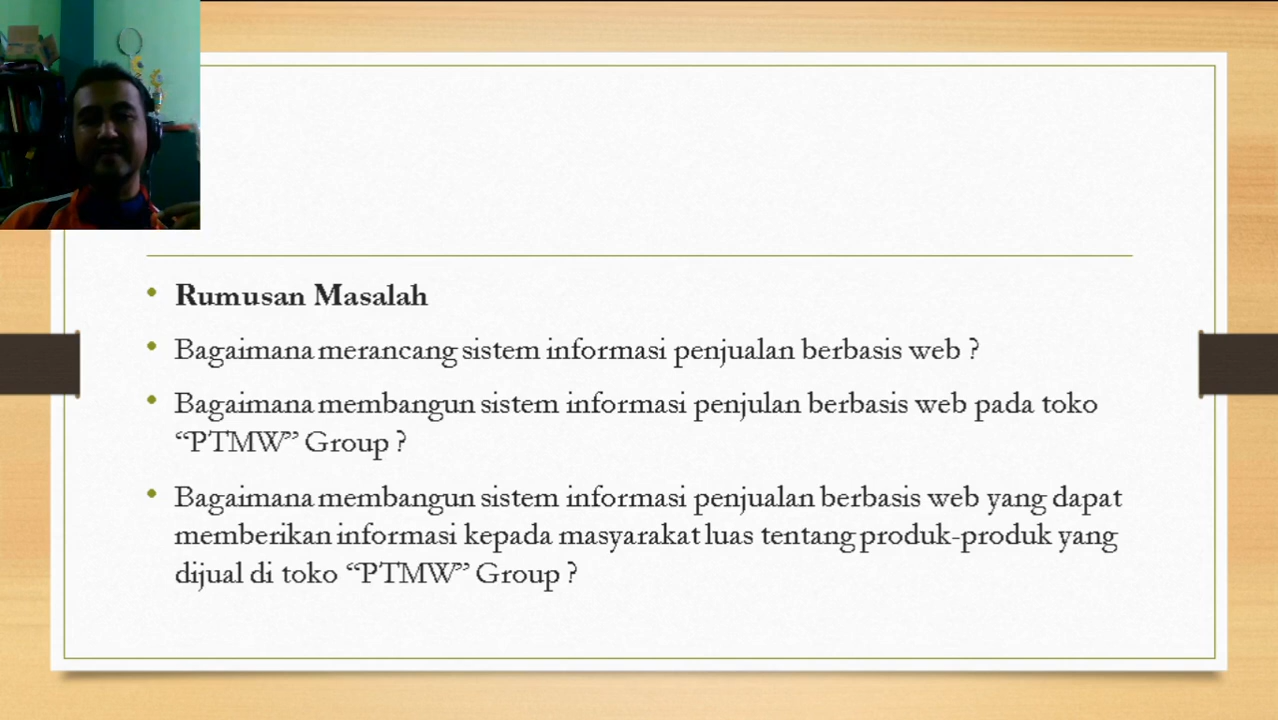 Rumusan Masalah
Bagaimana merancang sistem informasi penjualan berbasis web ?
Bagaimana membangun sistem informasi penjulan berbasis web pada toko
“PTMW” Group ?
Bagaimana membangun sistem informasi penjualan berbasis web yang dapat
memberikan informasi kepada masyarakat luas tentang produk-produk yang
dijual di toko “PTMW” Group ?